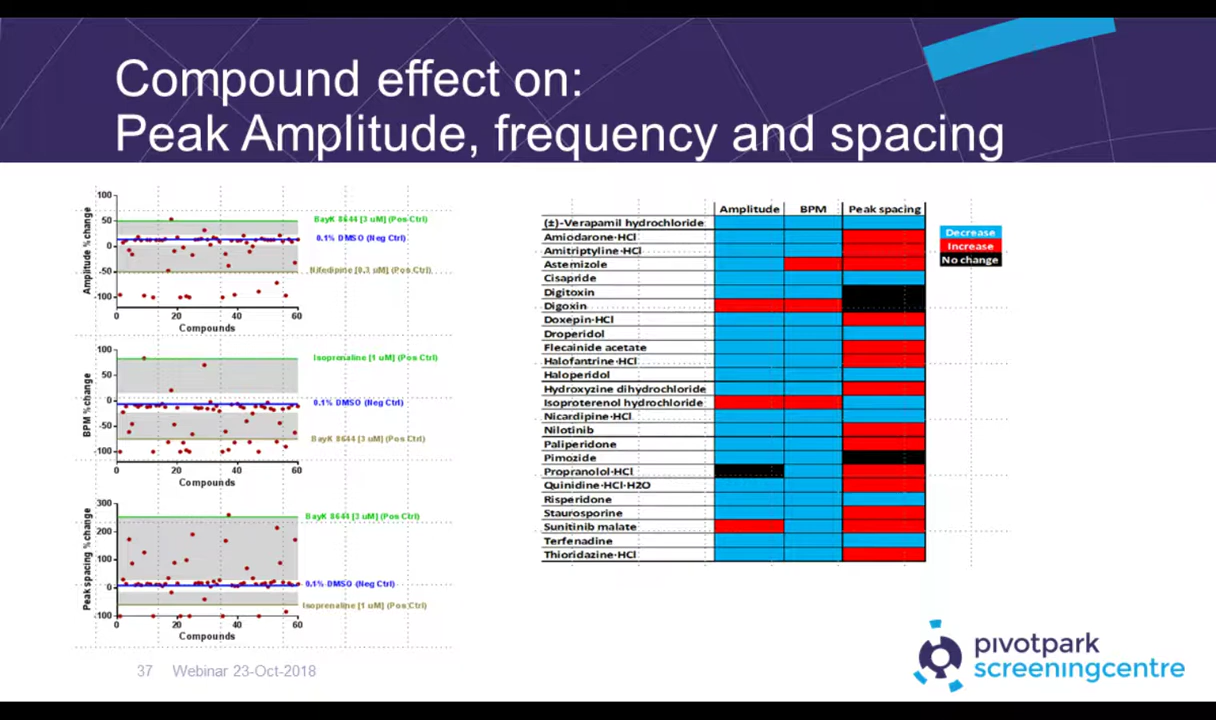 Compound effect on:
Peak Amplitude, frequency and spacing
Amplitude % change
100
50
0
-50
-100
0
20
40
60
Compounds
BayK 8644 [3 uM] (Pos Ctrl)
0.1% DMSO (Neg Ctrl)
Nifedipine [0.3 uM] (Pos Ctrl)
BPM % change
100
50
0
-50
-100
0
20
40
60
Compounds
Isoprenaline [1 uM] (Pos Ctrl)
0.1% DMSO (Neg Ctrl)
BayK 8644 [3 uM] (Pos Ctrl)
Peak spacing % change
300
200
100
0
-100
0
20
40
60
Compounds
BayK 8644 [3 uM] (Pos Ctrl)
0.1% DMSO (Neg Ctrl)
Isoprenaline [1 uM] (Pos Ctrl)
Amplitude BPM Peak spacing
(±)-Verapamil hydrochloride
Amiodarone·HCl
Amitriptyline·HCl
Astemizole
Cisapride
Digitoxin
Digoxin
Doxepin·HCl
Droperidol
Flecainide acetate
Halofantrine·HCl
Haloperidol
Hydroxyzine dihydrochloride
Isoproterenol hydrochloride
Nicardipine·HCl
Nilotinib
Paliperidone
Pimozide
Propranolol·HCl
Quinidine·HCl·H2O
Risperidone
Staurosporine
Sunitinib malate
Terfenadine
Thioridazine·HCl
Decrease
Increase
No change
37 Webinar 23-Oct-2018
pivotpark
screeningcentre